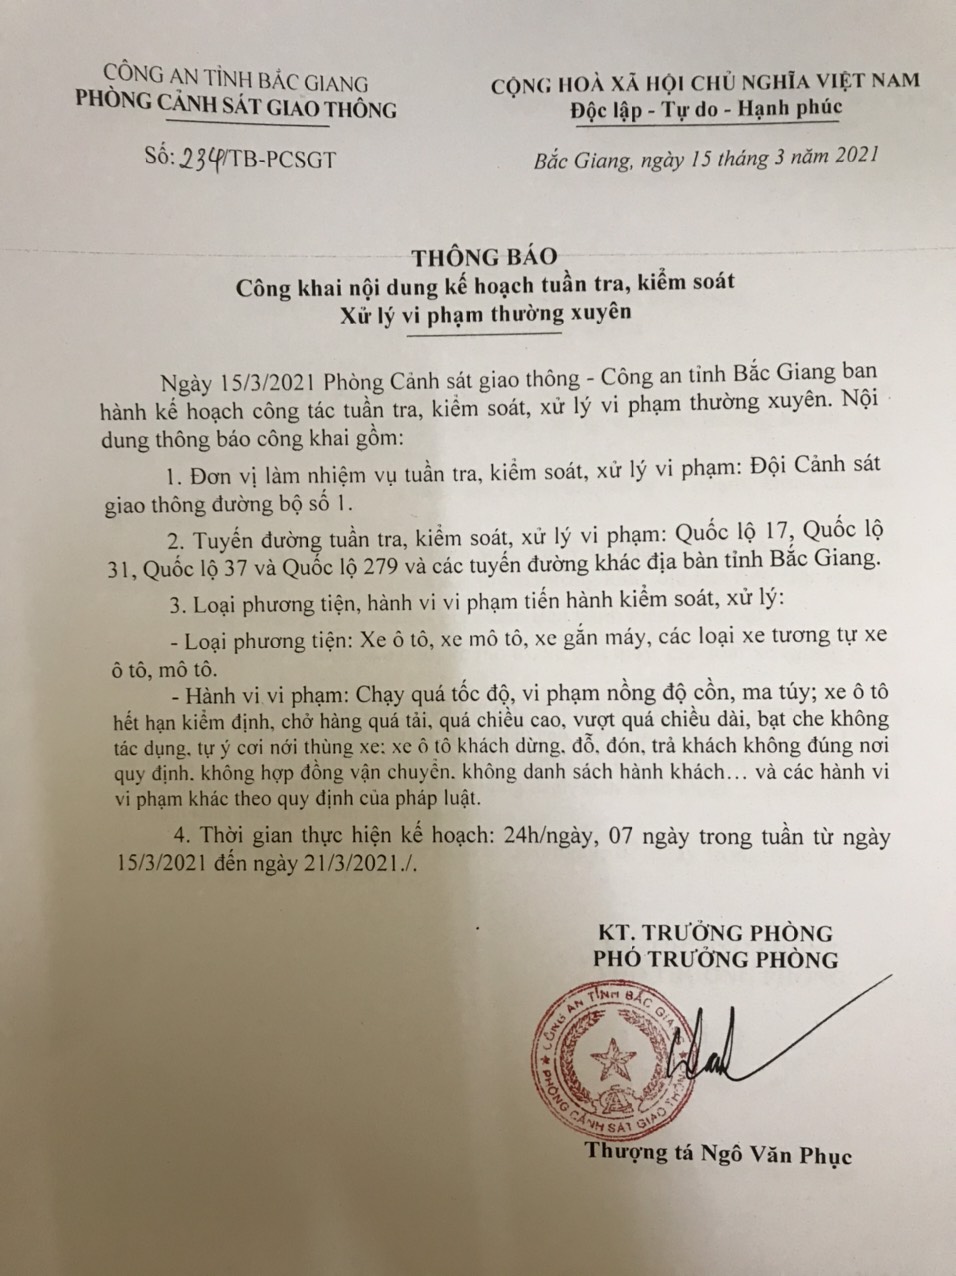 CÔNG AN TỈNH BẮC GIANG
PHÒNG CẢNH SÁT GIAO THÔNG
Số: 234/TB-PCSGT
CỘNG HOÀ XÃ HỘI CHỦ NGHĨA VIỆT NAM
Độc lập - Tự do - Hạnh phúc
Bắc Giang, ngày 15 tháng 3 năm 2021
THÔNG BÁO
Công khai nội dung kế hoạch tuần tra, kiểm soát
Xử lý vi phạm thường xuyên
Ngày 15/3/2021 Phòng Cảnh sát giao thông - Công an tỉnh Bắc Giang ban
hành kế hoạch công tác tuần tra, kiểm soát, xử lý vi phạm thường xuyên. Nội
dung thông báo công khai gồm:
1. Đơn vị làm nhiệm vụ tuần tra, kiểm soát, xử lý vi phạm: Đội Cảnh sát
giao thông đường bộ số 1.
2. Tuyến đường tuần tra, kiểm soát, xử lý vi phạm: Quốc lộ 17, Quốc lộ
31, Quốc lộ 37 và Quốc lộ 279 và các tuyến đường khác địa bàn tỉnh Bắc Giang.
3. Loại phương tiện, hành vi vi phạm tiến hành kiểm soát, xử lý:
- Loại phương tiện: Xe ô tô, xe mô tô, xe gắn máy, các loại xe tương tự xe
ô tô, mô tô.
- Hành vi vi phạm: Chạy quá tốc độ, vi phạm nồng độ cồn, ma túy; xe ô tô
hết hạn kiểm định, chở hàng quá tải, quá chiều cao, vượt quá chiều dài, bạt che không
tác dụng, tự ý cơi nới thùng xe; xe ô tô khách dừng, đỗ, đón, trả khách không đúng nơi
quy định, không hợp đồng vận chuyển, không danh sách hành khách... và các hành vi
vi phạm khác theo quy định của pháp luật.
4. Thời gian thực hiện kế hoạch: 24h/ngày, 07 ngày trong tuần từ ngày
15/3/2021 đến ngày 21/3/2021./.
KT. TRƯỞNG PHÒNG
PHÓ TRƯỞNG PHÒNG
CÔNG AN TỈNH BẮC GIANG
PHÒNG CẢNH SÁT GIAO THÔNG
Thượng tá Ngô Văn Phục